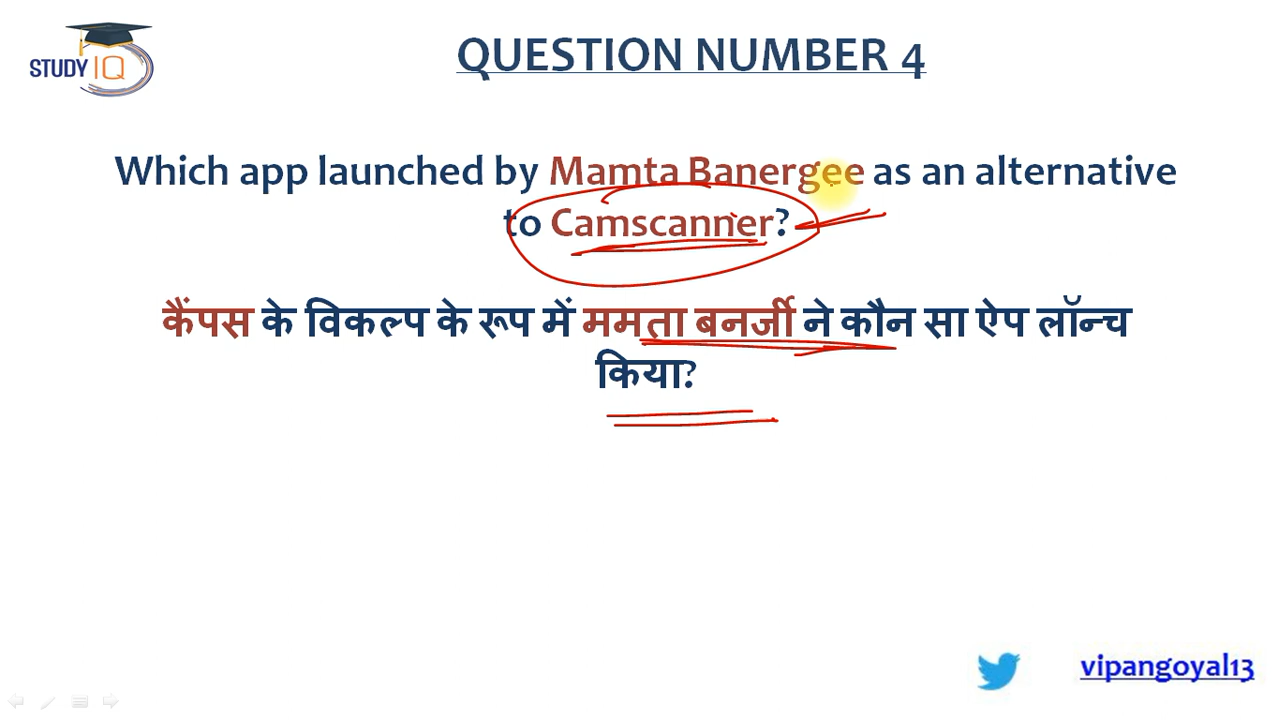 STUDY IQ
QUESTION NUMBER 4
Which app launched by Mamta Banergee as an alternative
to Camscanner?
कैंपस के विकल्प के रूप में ममता बनर्जी ने कौन सा ऐप लॉन्च
किया?
vipangoyal13